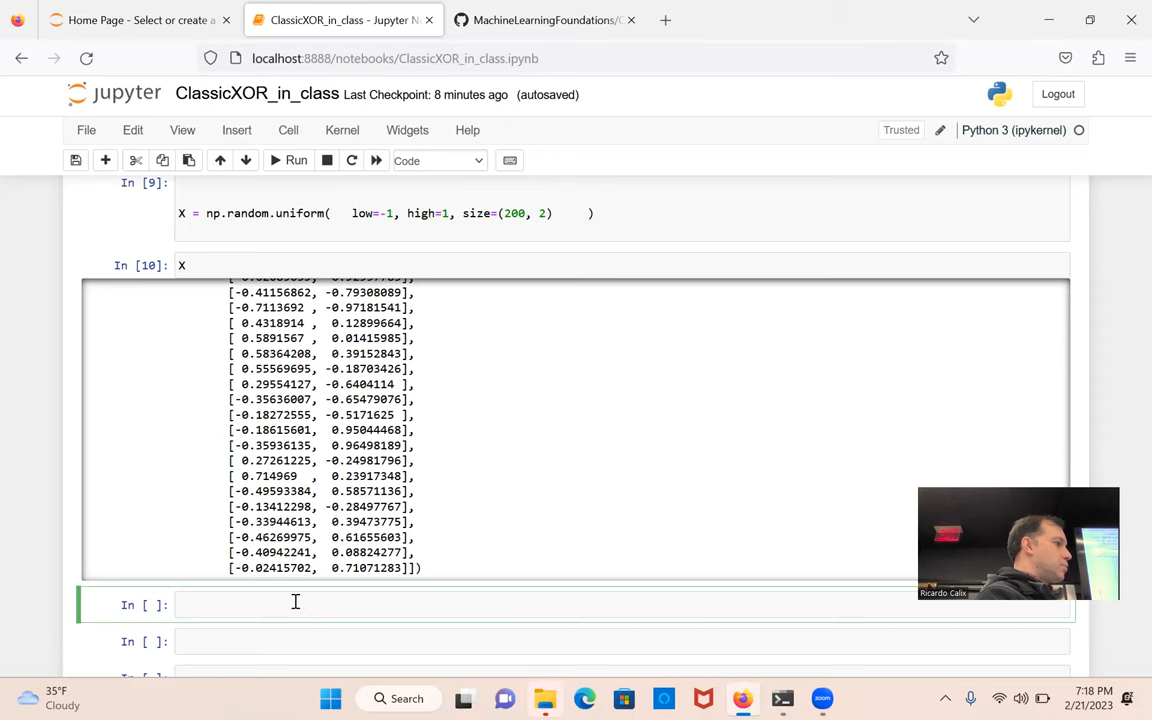 Home Page - Select or create a
ClassicXOR_in_class - Jupyter N
MachineLearningFoundations/C
localhost:8888/notebooks/ClassicXOR_in_class.ipynb
jupyter ClassicXOR_in_class Last Checkpoint: 8 minutes ago (autosaved)
Logout
File Edit View Insert Cell Kernel Widgets Help
Trusted Python 3 (ipykernel)
Run Code
In [9]:
X = np.random.uniform(   low=-1, high=1, size=(200, 2)     )
In [10]: X
[-0.41156862, -0.79308089],
[-0.7113692 , -0.97181541],
[ 0.4318914 ,  0.12899664],
[ 0.5891567 ,  0.01415985],
[ 0.58364208,  0.39152843],
[ 0.55569695, -0.18703426],
[ 0.29554127, -0.6404114 ],
[-0.35636007, -0.65479076],
[-0.18272555, -0.5171625 ],
[-0.18615601,  0.95044468],
[-0.35936135,  0.96498189],
[ 0.27261225, -0.24981796],
[ 0.714969  ,  0.23917348],
[-0.49593384,  0.58571136],
[-0.13412298, -0.28497767],
[-0.33944613,  0.39473775],
[-0.46269975,  0.61655603],
[-0.40942241,  0.08824277],
[-0.02415702,  0.71071283]])
In [ ]:
In [ ]:
Ricardo Calix
35°F
Cloudy
Search
7:18 PM
2/21/2023